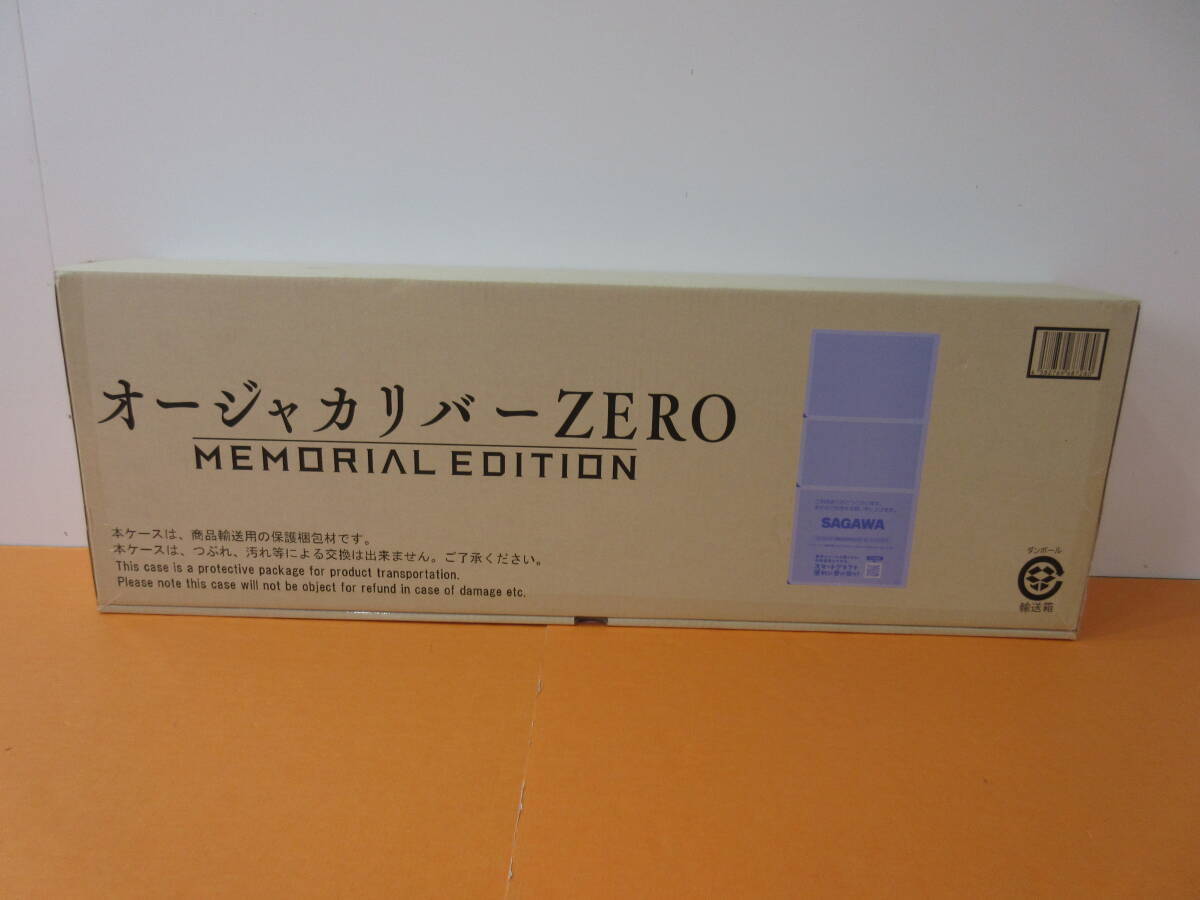 オージャカリバーZERO
MEMORIAL EDITION
本ケースは、商品輸送用の保護梱包材です。
本ケースは、つぶれ、汚れ等による交換は出来ません。ご了承ください。
This case is a protective package for product transportation.
Please note this case will not be object for refund in case of damage etc.
SAGAWA
ダンボール
輸送箱